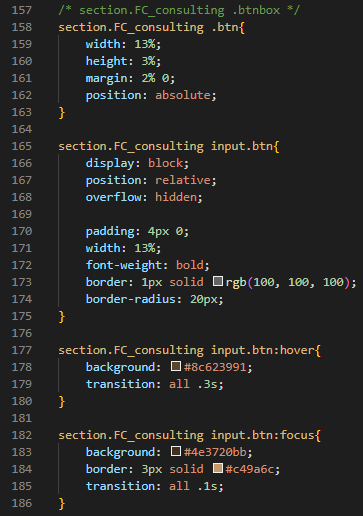 157 /* section.FC_consulting .btnbox */
158 section.FC_consulting .btn{
159     width: 13%;
160     height: 3%;
161     margin: 2% 0;
162     position: absolute;
163 }
164
165 section.FC_consulting input.btn{
166     display: block;
167     position: relative;
168     overflow: hidden;
169
170     padding: 4px 0;
171     width: 13%;
172     font-weight: bold;
173     border: 1px solid rgb(100, 100, 100);
174     border-radius: 20px;
175 }
176
177 section.FC_consulting input.btn:hover{
178     background: #8c623991;
179     transition: all .3s;
180 }
181
182 section.FC_consulting input.btn:focus{
183     background: #4e3720bb;
184     border: 3px solid #c49a6c;
185     transition: all .1s;
186 }